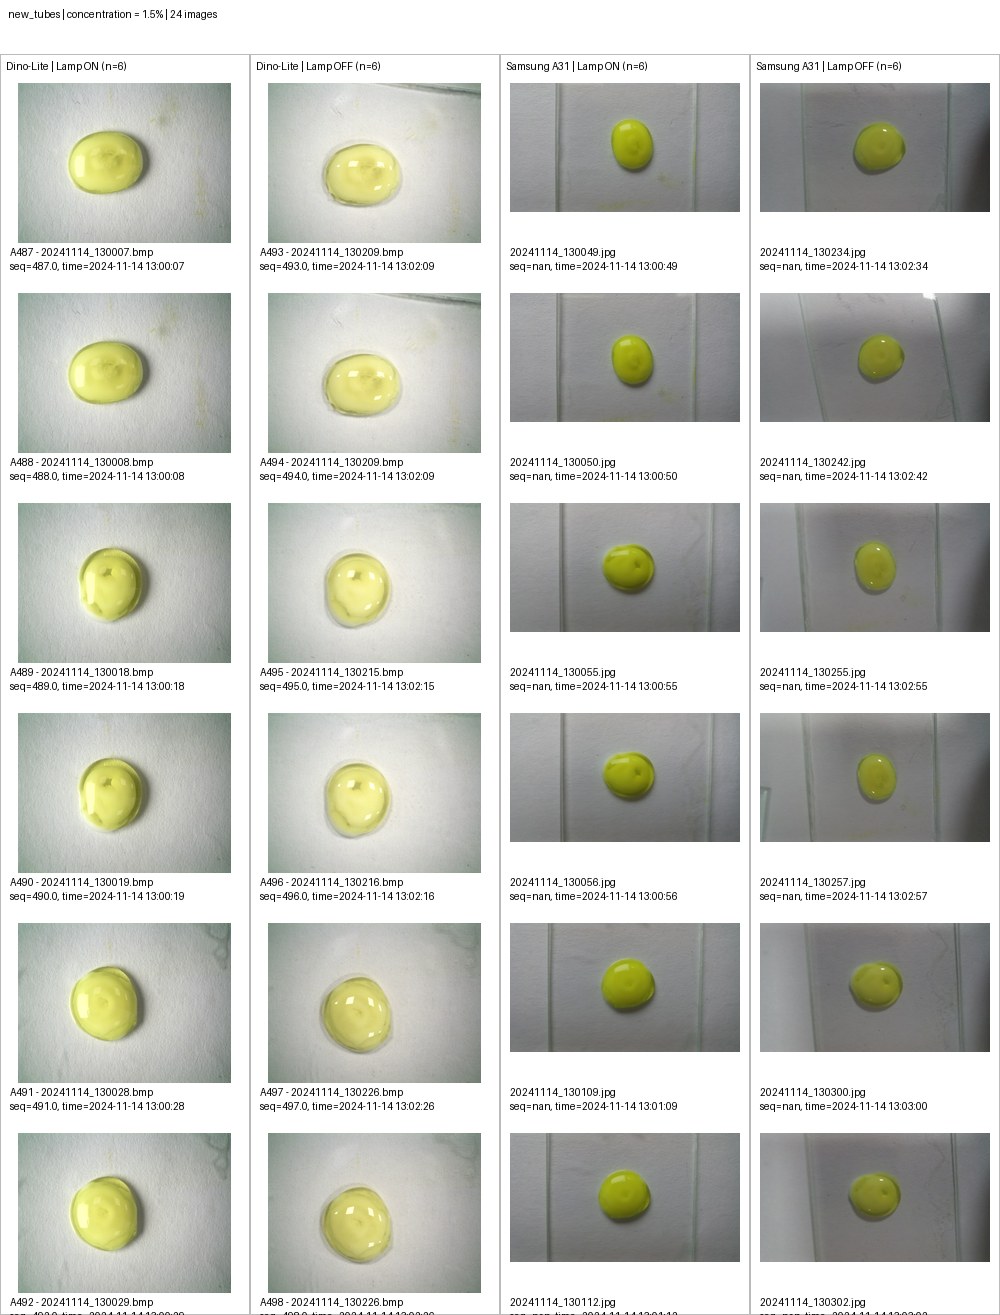 new_tubes | concentration = 1.5% | 24 images
Dino-Lite | Lamp ON (n=6)
Dino-Lite | Lamp OFF (n=6)
Samsung A31 | Lamp ON (n=6)
Samsung A31 | Lamp OFF (n=6)
A487 - 20241114_130007.bmp
seq=487.0, time=2024-11-14 13:00:07
A493 - 20241114_130209.bmp
seq=493.0, time=2024-11-14 13:02:09
20241114_130049.jpg
seq=nan, time=2024-11-14 13:00:49
20241114_130234.jpg
seq=nan, time=2024-11-14 13:02:34
A488 - 20241114_130008.bmp
seq=488.0, time=2024-11-14 13:00:08
A494 - 20241114_130209.bmp
seq=494.0, time=2024-11-14 13:02:09
20241114_130050.jpg
seq=nan, time=2024-11-14 13:00:50
20241114_130242.jpg
seq=nan, time=2024-11-14 13:02:42
A489 - 20241114_130018.bmp
seq=489.0, time=2024-11-14 13:00:18
A495 - 20241114_130215.bmp
seq=495.0, time=2024-11-14 13:02:15
20241114_130055.jpg
seq=nan, time=2024-11-14 13:00:55
20241114_130255.jpg
seq=nan, time=2024-11-14 13:02:55
A490 - 20241114_130019.bmp
seq=490.0, time=2024-11-14 13:00:19
A496 - 20241114_130216.bmp
seq=496.0, time=2024-11-14 13:02:16
20241114_130056.jpg
seq=nan, time=2024-11-14 13:00:56
20241114_130257.jpg
seq=nan, time=2024-11-14 13:02:57
A491 - 20241114_130028.bmp
seq=491.0, time=2024-11-14 13:00:28
A497 - 20241114_130226.bmp
seq=497.0, time=2024-11-14 13:02:26
20241114_130109.jpg
seq=nan, time=2024-11-14 13:01:09
20241114_130300.jpg
seq=nan, time=2024-11-14 13:03:00
A492 - 20241114_130029.bmp
A498 - 20241114_130226.bmp
20241114_130112.jpg
20241114_130302.jpg